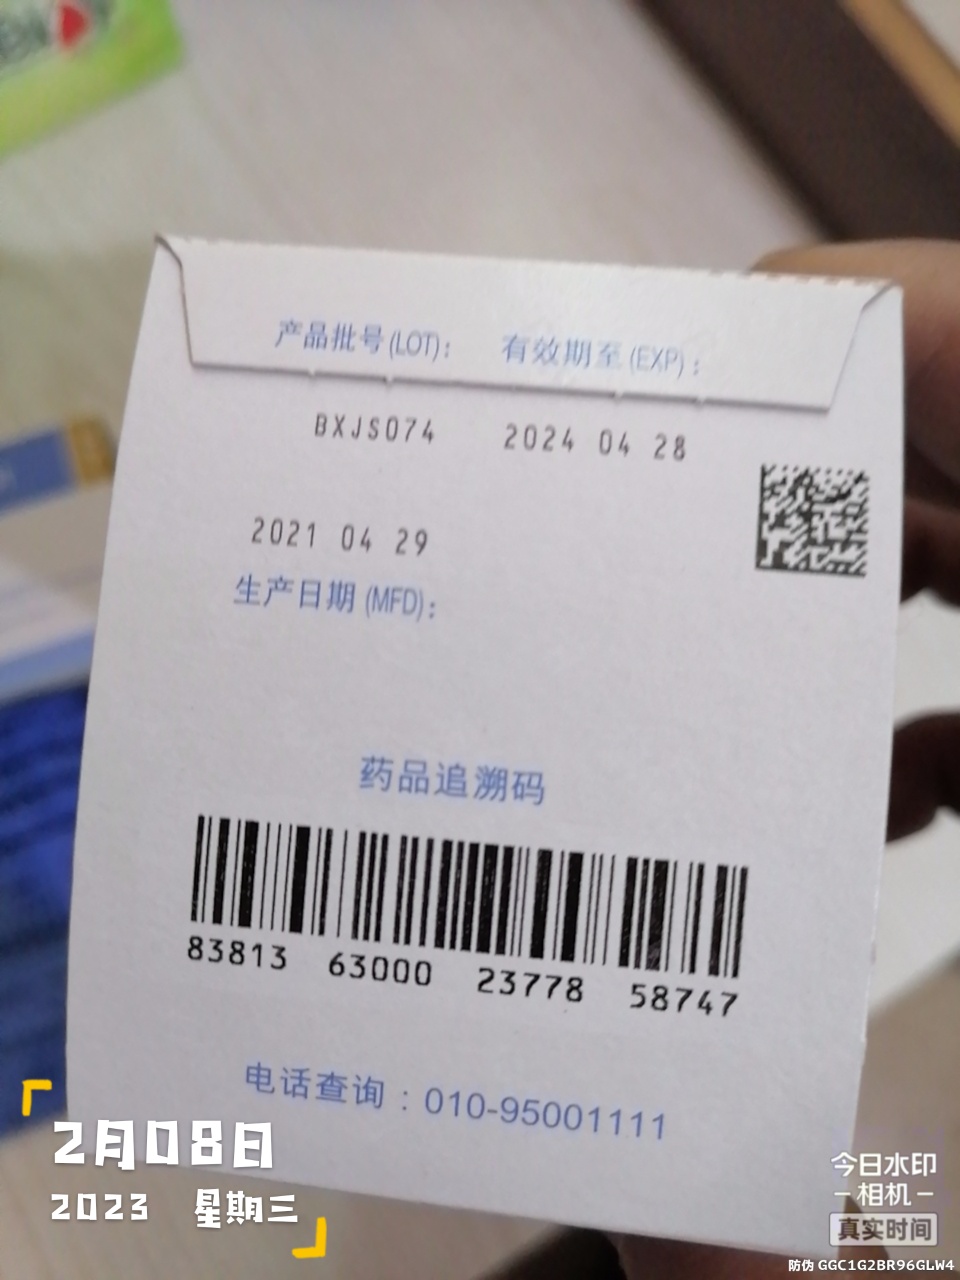 产品批号(LOT): 有效期至(EXP):
BXJS074 2024 04 28
2021 04 29
生产日期(MFD):
药品追溯码
83813 63000 23778 58747
电话查询:010-95001111
2月08日
2023 星期三
今日水印
-相机-
真实时间
防伪 GGC1G2BR96GLW4